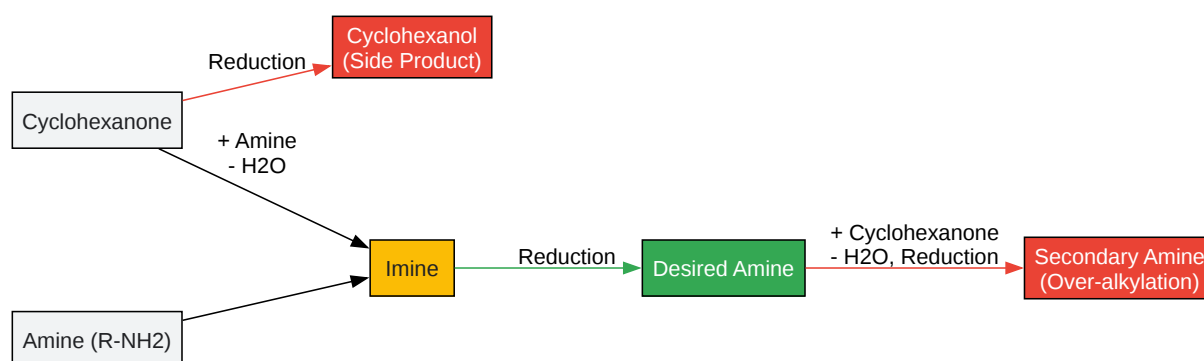 Cyclohexanol
(Side Product)
Reduction
Cyclohexanone
+ Amine
- H2O
Imine
Reduction
Desired Amine
+ Cyclohexanone
- H2O, Reduction
Secondary Amine
(Over-alkylation)
Amine (R-NH2)